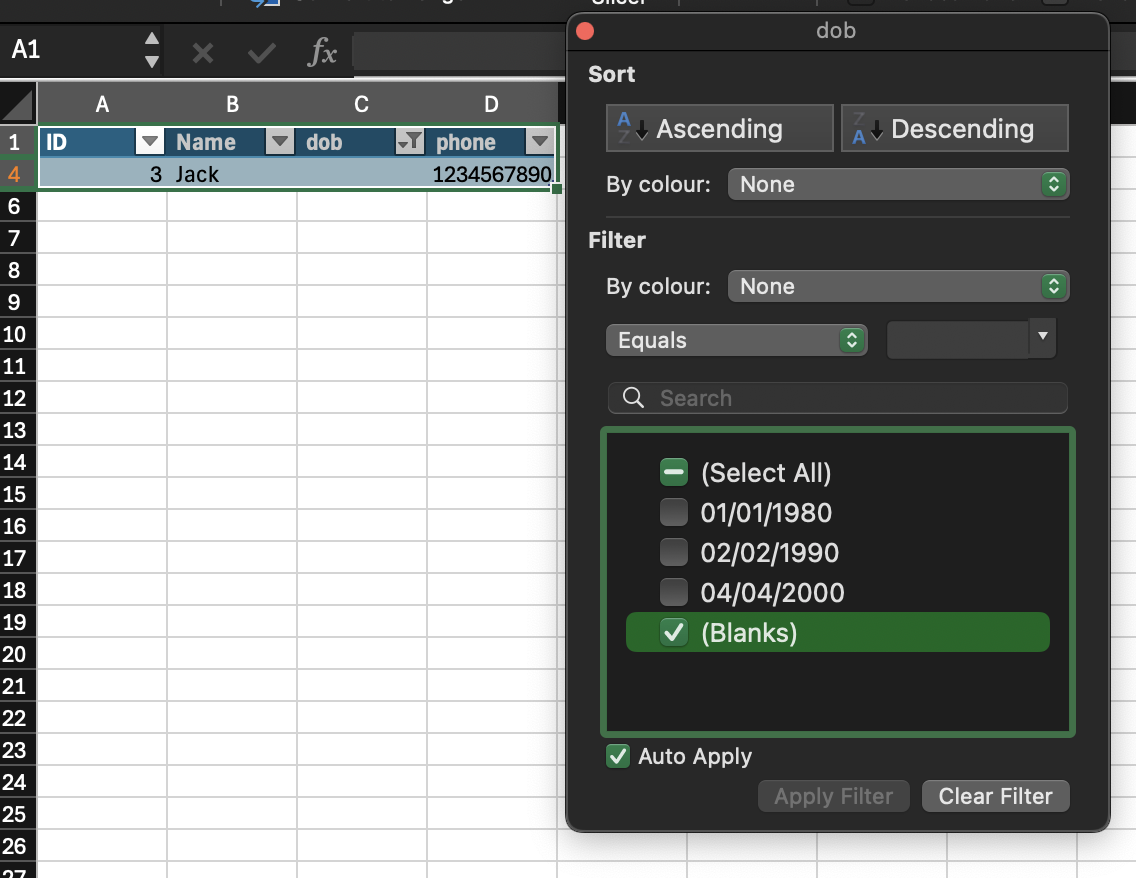 A1
fx
A B C D
1 ID Name dob phone
4 3 Jack 1234567890
6
7
8
9
10
11
12
13
14
15
16
17
18
19
20
21
22
23
24
25
26
27
dob
Sort
A Z Ascending
Z A Descending
By colour: None
Filter
By colour: None
Equals
Search
(Select All)
01/01/1980
02/02/1990
04/04/2000
(Blanks)
Auto Apply
Apply Filter Clear Filter